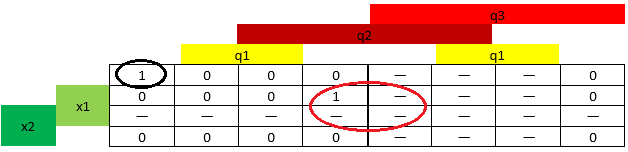 q3
q2
q1 q1
1 0 0 0 — — — 0
x1 0 0 0 1 — — — 0
x2 — — — — — — — —
0 0 0 0 — — — 0